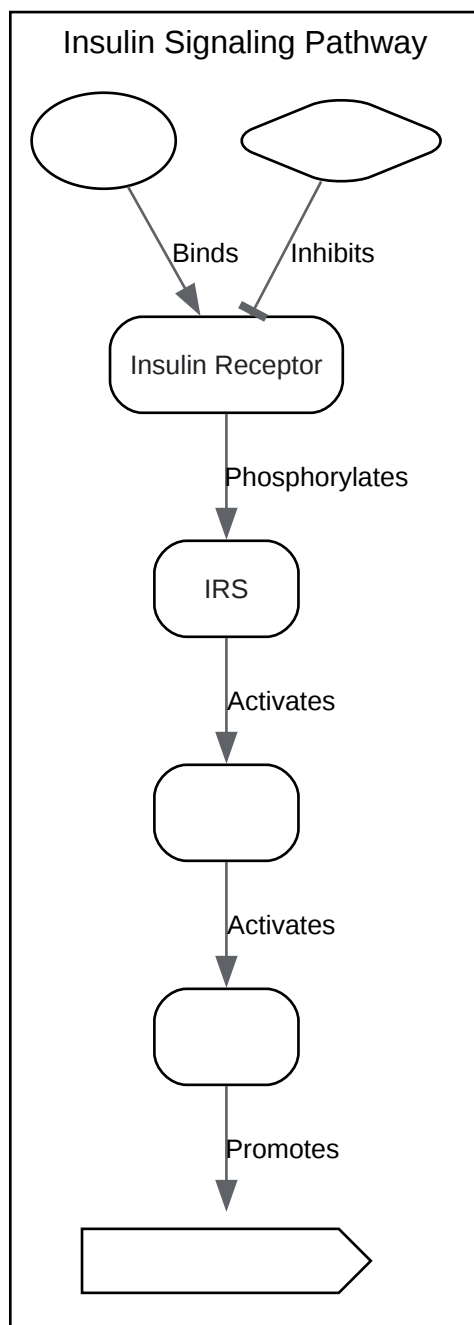 Insulin Signaling Pathway
Binds
Inhibits
Insulin Receptor
Phosphorylates
IRS
Activates
Activates
Promotes